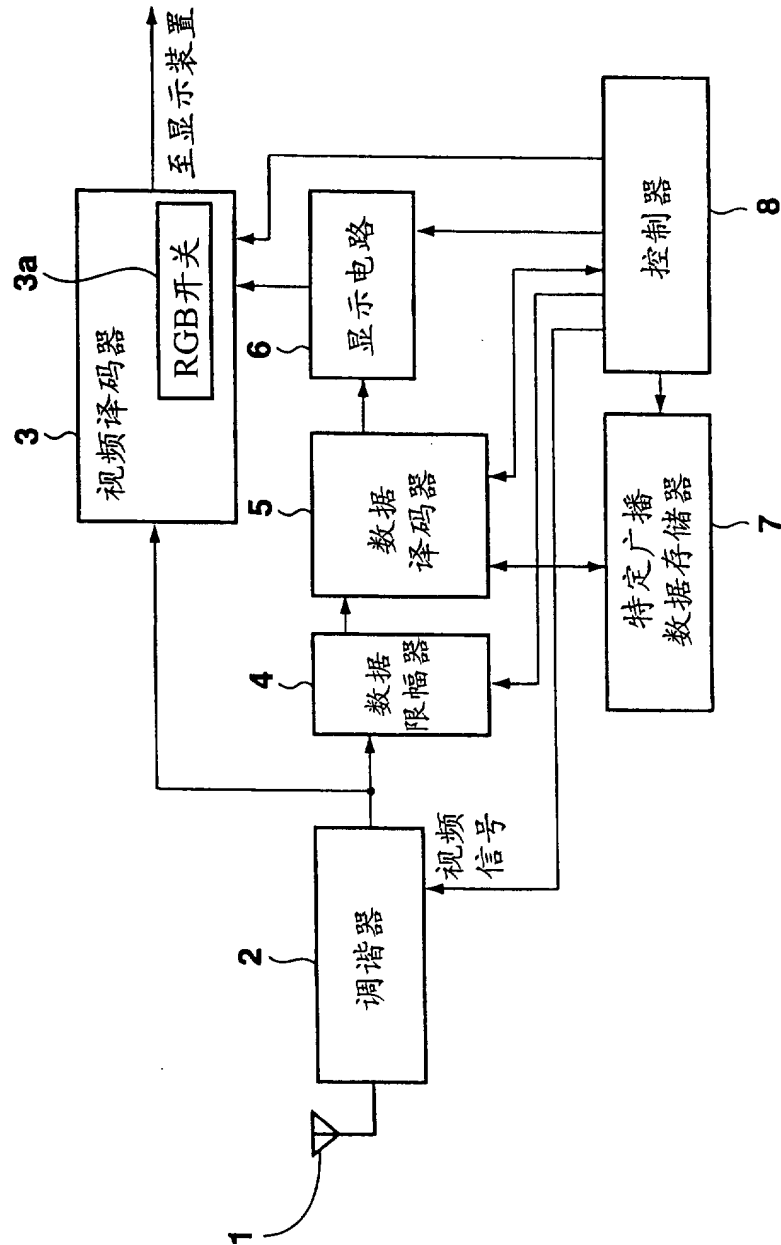 至显示装置
3
视频译码器
3a
RGB开关
6
显示电路
5
数据
译码器
4
数据
限幅器
2
调谐器
视频
信号
1
控制器
8
特定广播
数据存储器
7